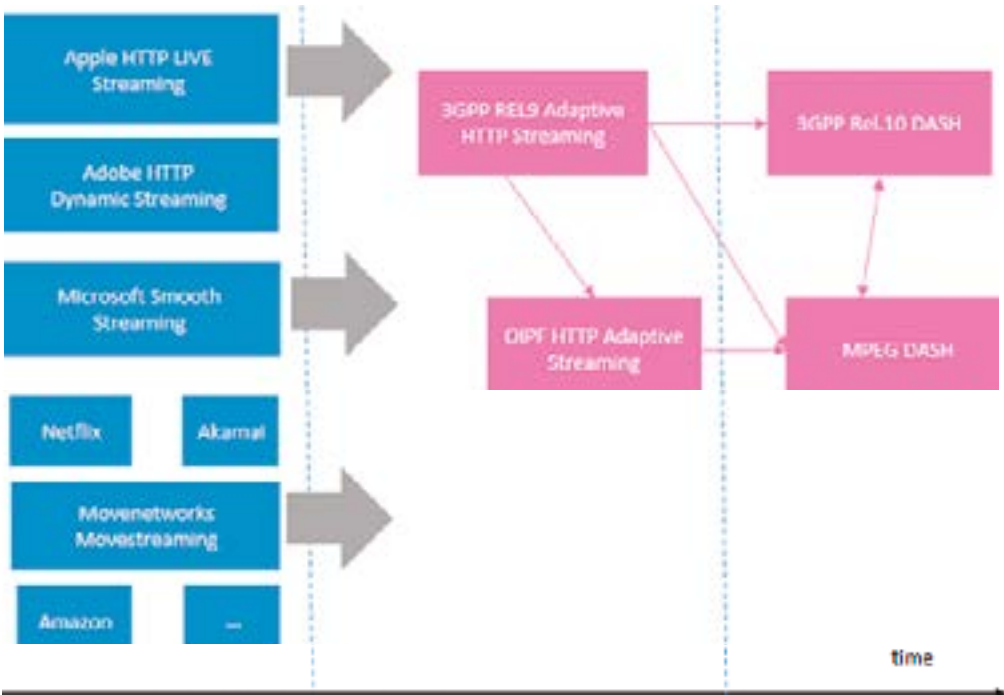 Apple HTTP LIVE
Streaming
Adobe HTTP
Dynamic Streaming
Microsoft Smooth
Streaming
Netflix
Akamai
Movenetworks
Movestreaming
Amazon
...
3GPP REL9 Adaptive
HTTP Streaming
OIPF HTTP Adaptive
Streaming
3GPP Rel.10 DASH
MPEG DASH
time